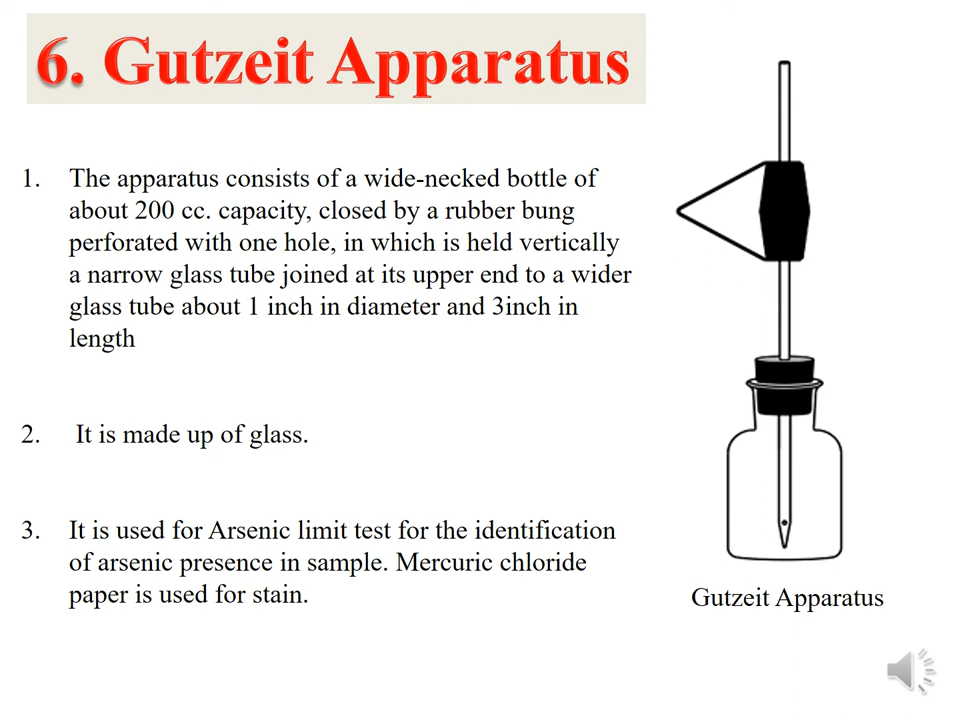 6. Gutzeit Apparatus
1. The apparatus consists of a wide-necked bottle of
about 200 cc. capacity, closed by a rubber bung
perforated with one hole, in which is held vertically
a narrow glass tube joined at its upper end to a wider
glass tube about 1 inch in diameter and 3inch in
length
2. It is made up of glass.
3. It is used for Arsenic limit test for the identification
of arsenic presence in sample. Mercuric chloride
paper is used for stain.
Gutzeit Apparatus